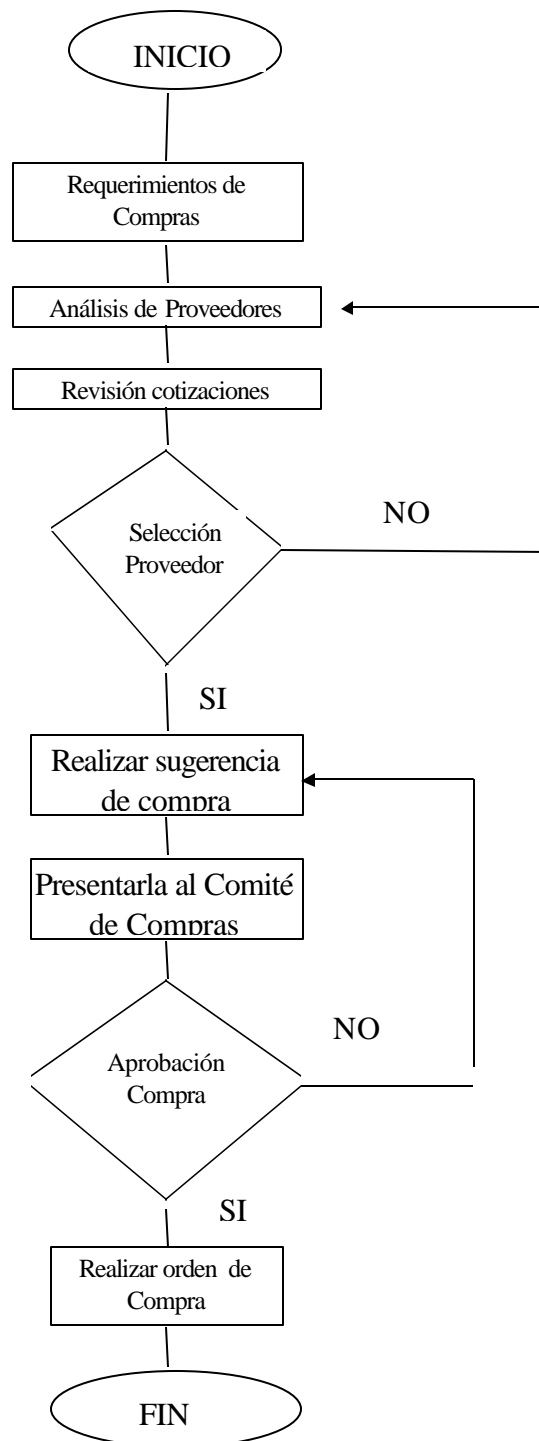 INICIO
Requerimientos de
Compras
Análisis de Proveedores
Revisión cotizaciones
Selección
Proveedor
NO
SI
Realizar sugerencia
de compra
Presentarla al Comité
de Compras
Aprobación
Compra
NO
SI
Realizar orden de
Compra
FIN